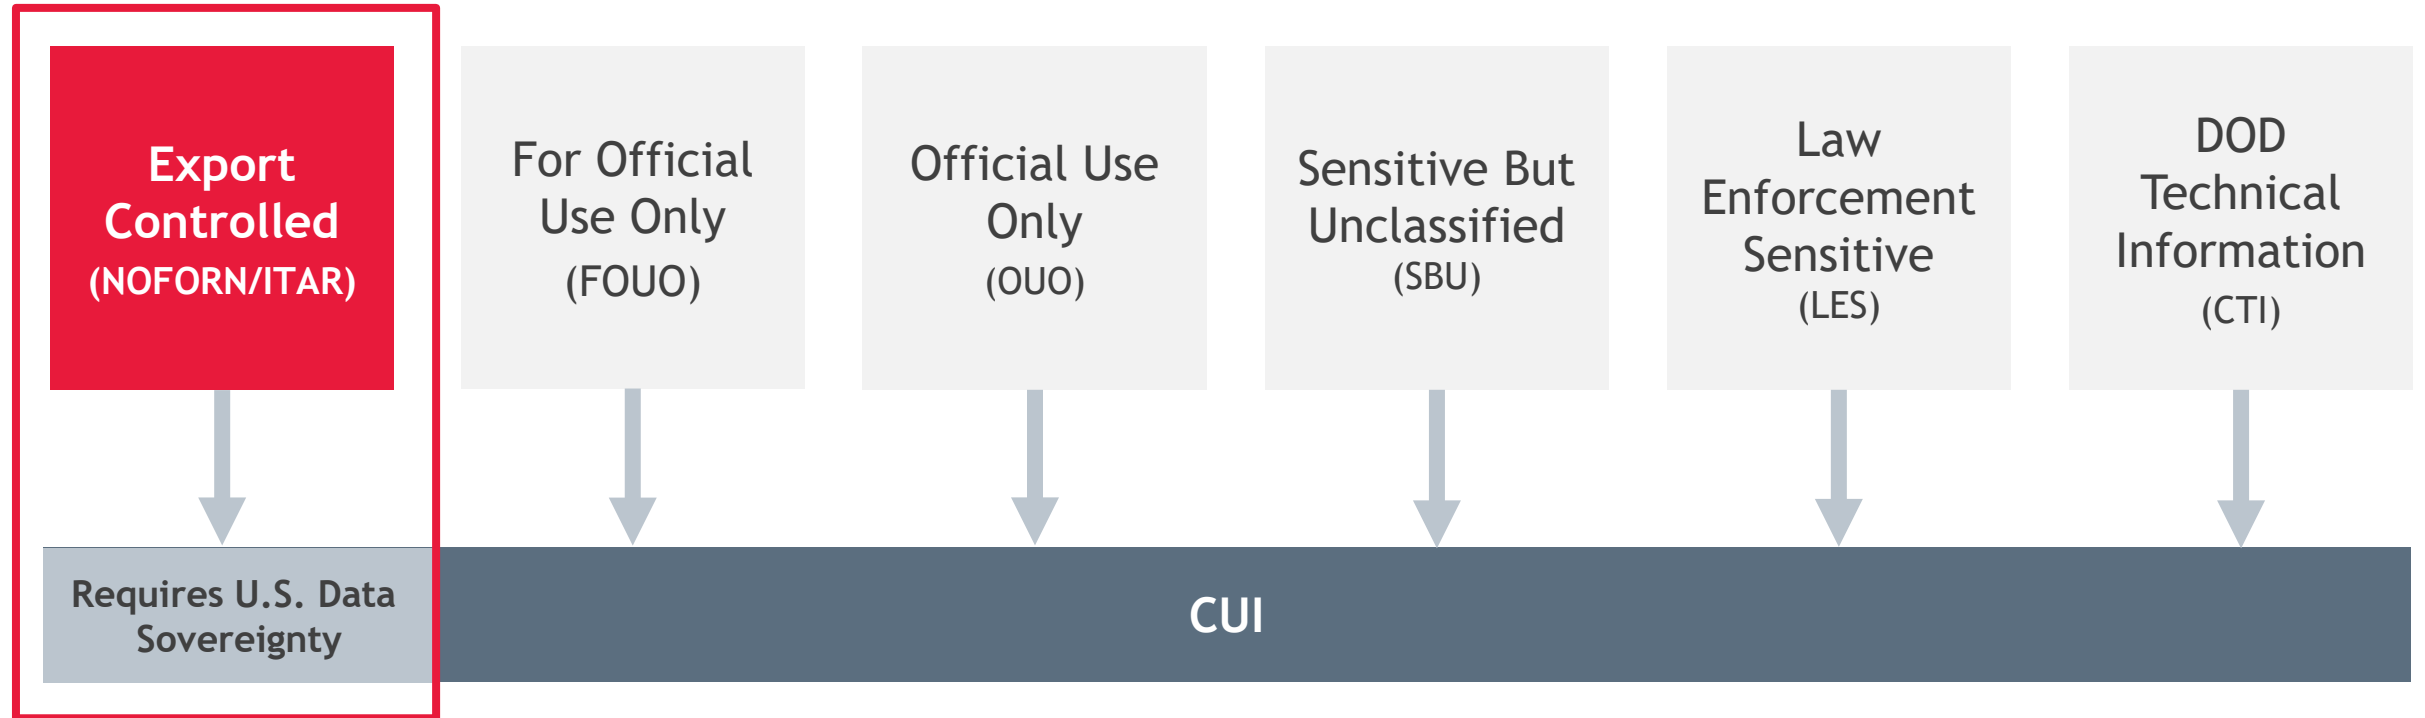 Export
Controlled
(NOFORN/ITAR)
For Official
Use Only
(FOUO)
Official Use
Only
(OUO)
Sensitive But
Unclassified
(SBU)
Law
Enforcement
Sensitive
(LES)
DOD
Technical
Information
(CTI)
Requires U.S. Data
Sovereignty
CUI